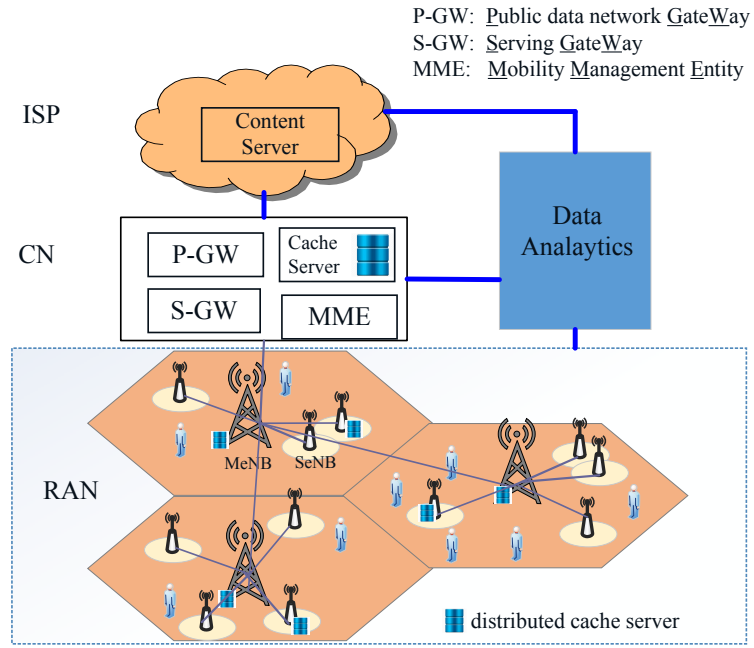 P-GW: Public data network GateWay
S-GW: Serving GateWay
MME: Mobility Management Entity
ISP
Content
Server
CN
P-GW
Cache
Server
S-GW
MME
Data
Analaytics
RAN
MeNB
SeNB
distributed cache server